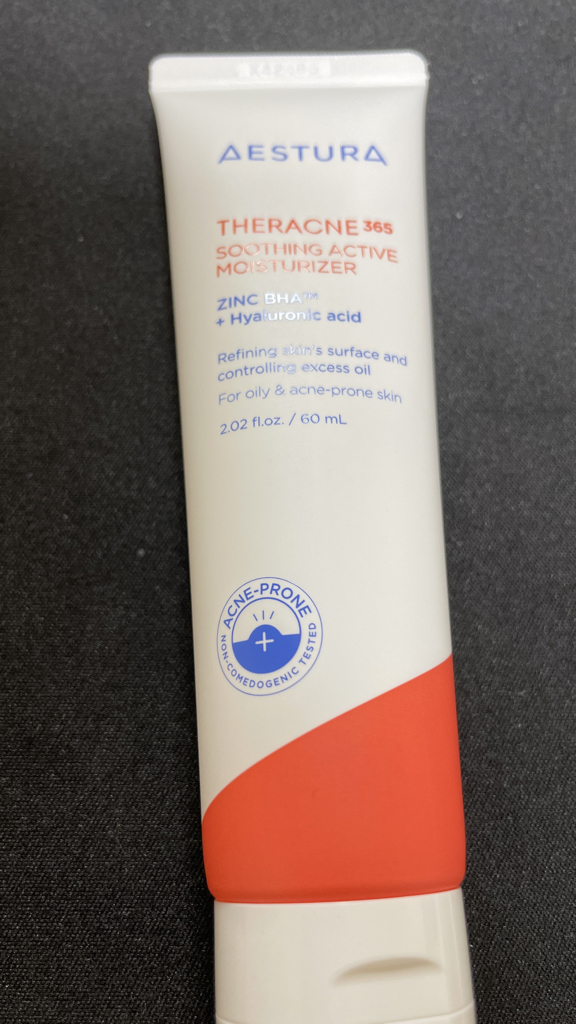 AESTURA
THERACNE 365
SOOTHING ACTIVE
MOISTURIZER
ZINC BHA™
+ Hyaluronic acid
Refining skin's surface and
controlling excess oil
For oily & acne-prone skin
2.02 fl.oz. / 60 mL
ACNE-PRONE
NON-COMEDOGENIC TESTED